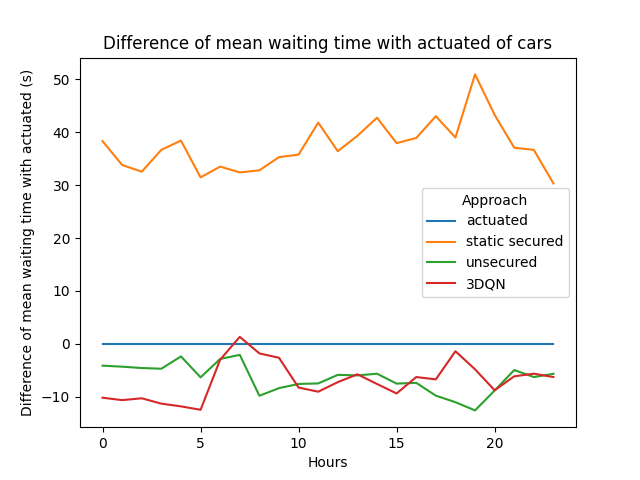 Difference of mean waiting time with actuated of cars
Difference of mean waiting time with actuated (s)
50
40
30
20
10
0
−10
Approach
actuated
static secured
unsecured
3DQN
0 5 10 15 20
Hours